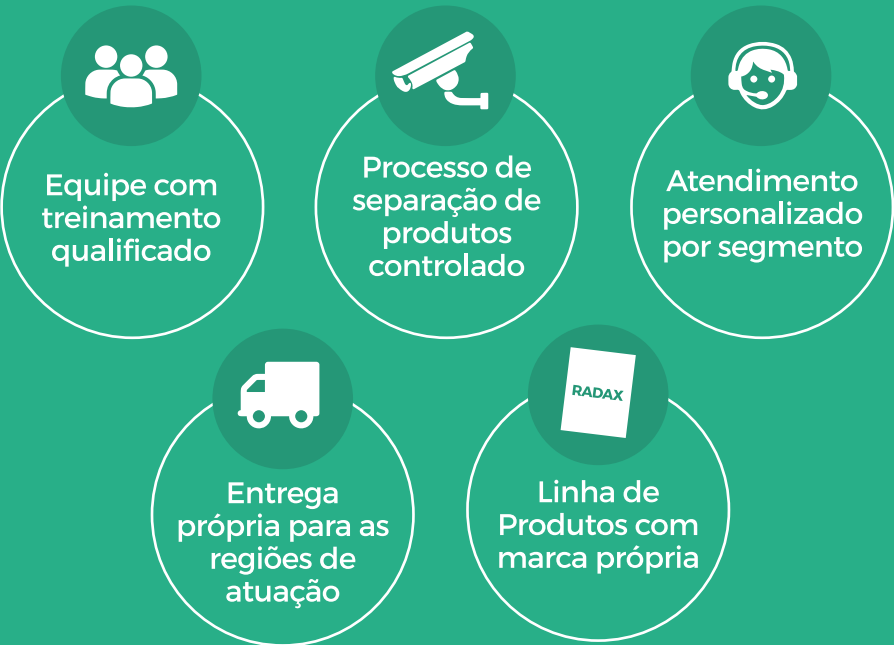 Equipe com
treinamento
qualificado
Processo de
separação de
produtos
controlado
Atendimento
personalizado
por segmento
Entrega
própria para as
regiões de
atuação
RADAX
Linha de
Produtos com
marca própria